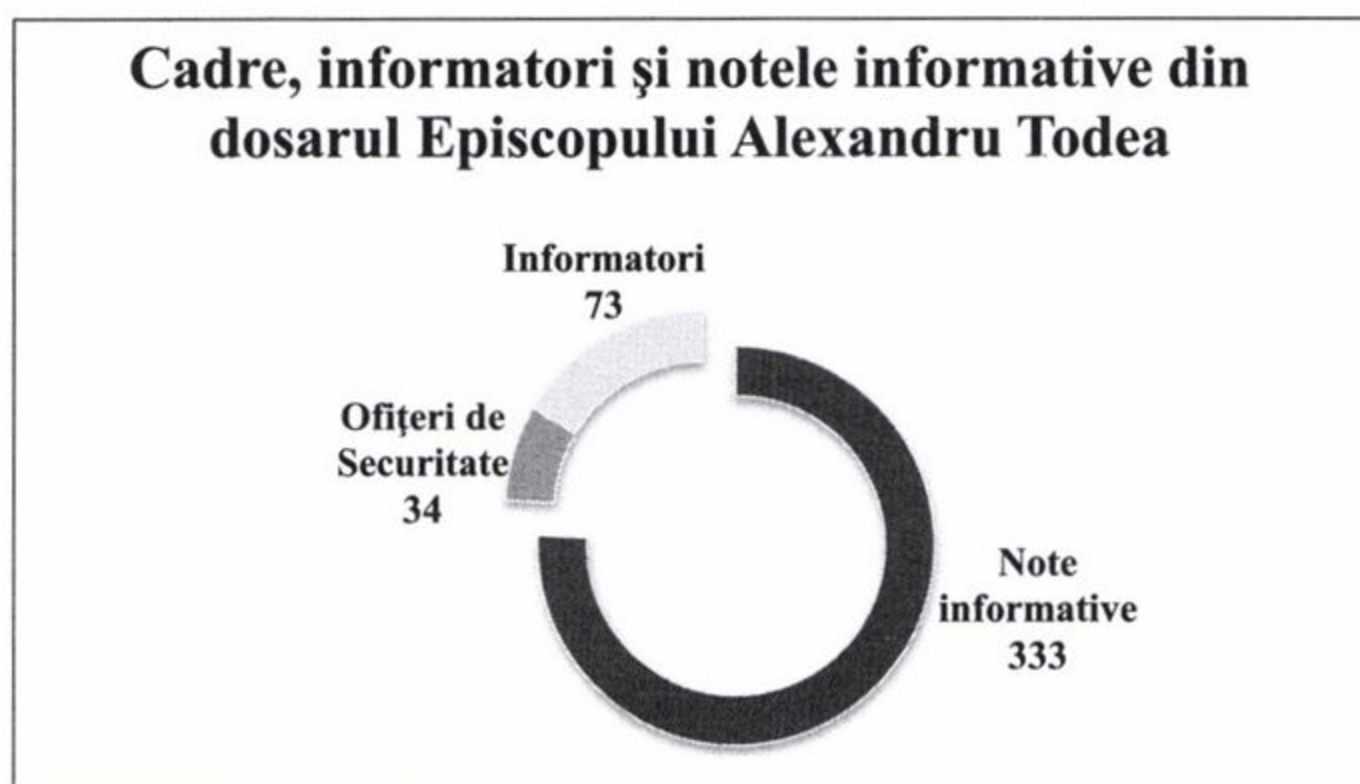 Cadre, informatori şi notele informative din
dosarul Episcopului Alexandru Todea
Informatori
73
Ofiţeri de
Securitate
34
Note
informative
333